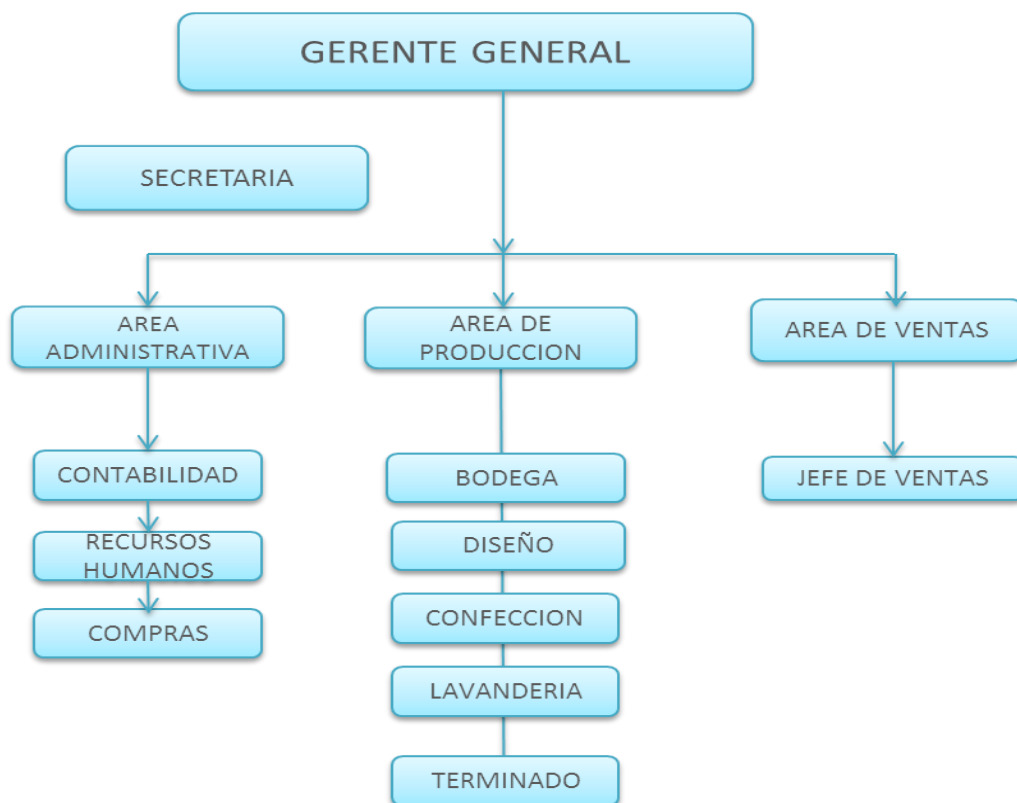 GERENTE GENERAL
SECRETARIA
AREA
ADMINISTRATIVA
AREA DE
PRODUCCION
AREA DE VENTAS
CONTABILIDAD
BODEGA
JEFE DE VENTAS
RECURSOS
HUMANOS
DISEÑO
COMPRAS
CONFECCION
LAVANDERIA
TERMINADO